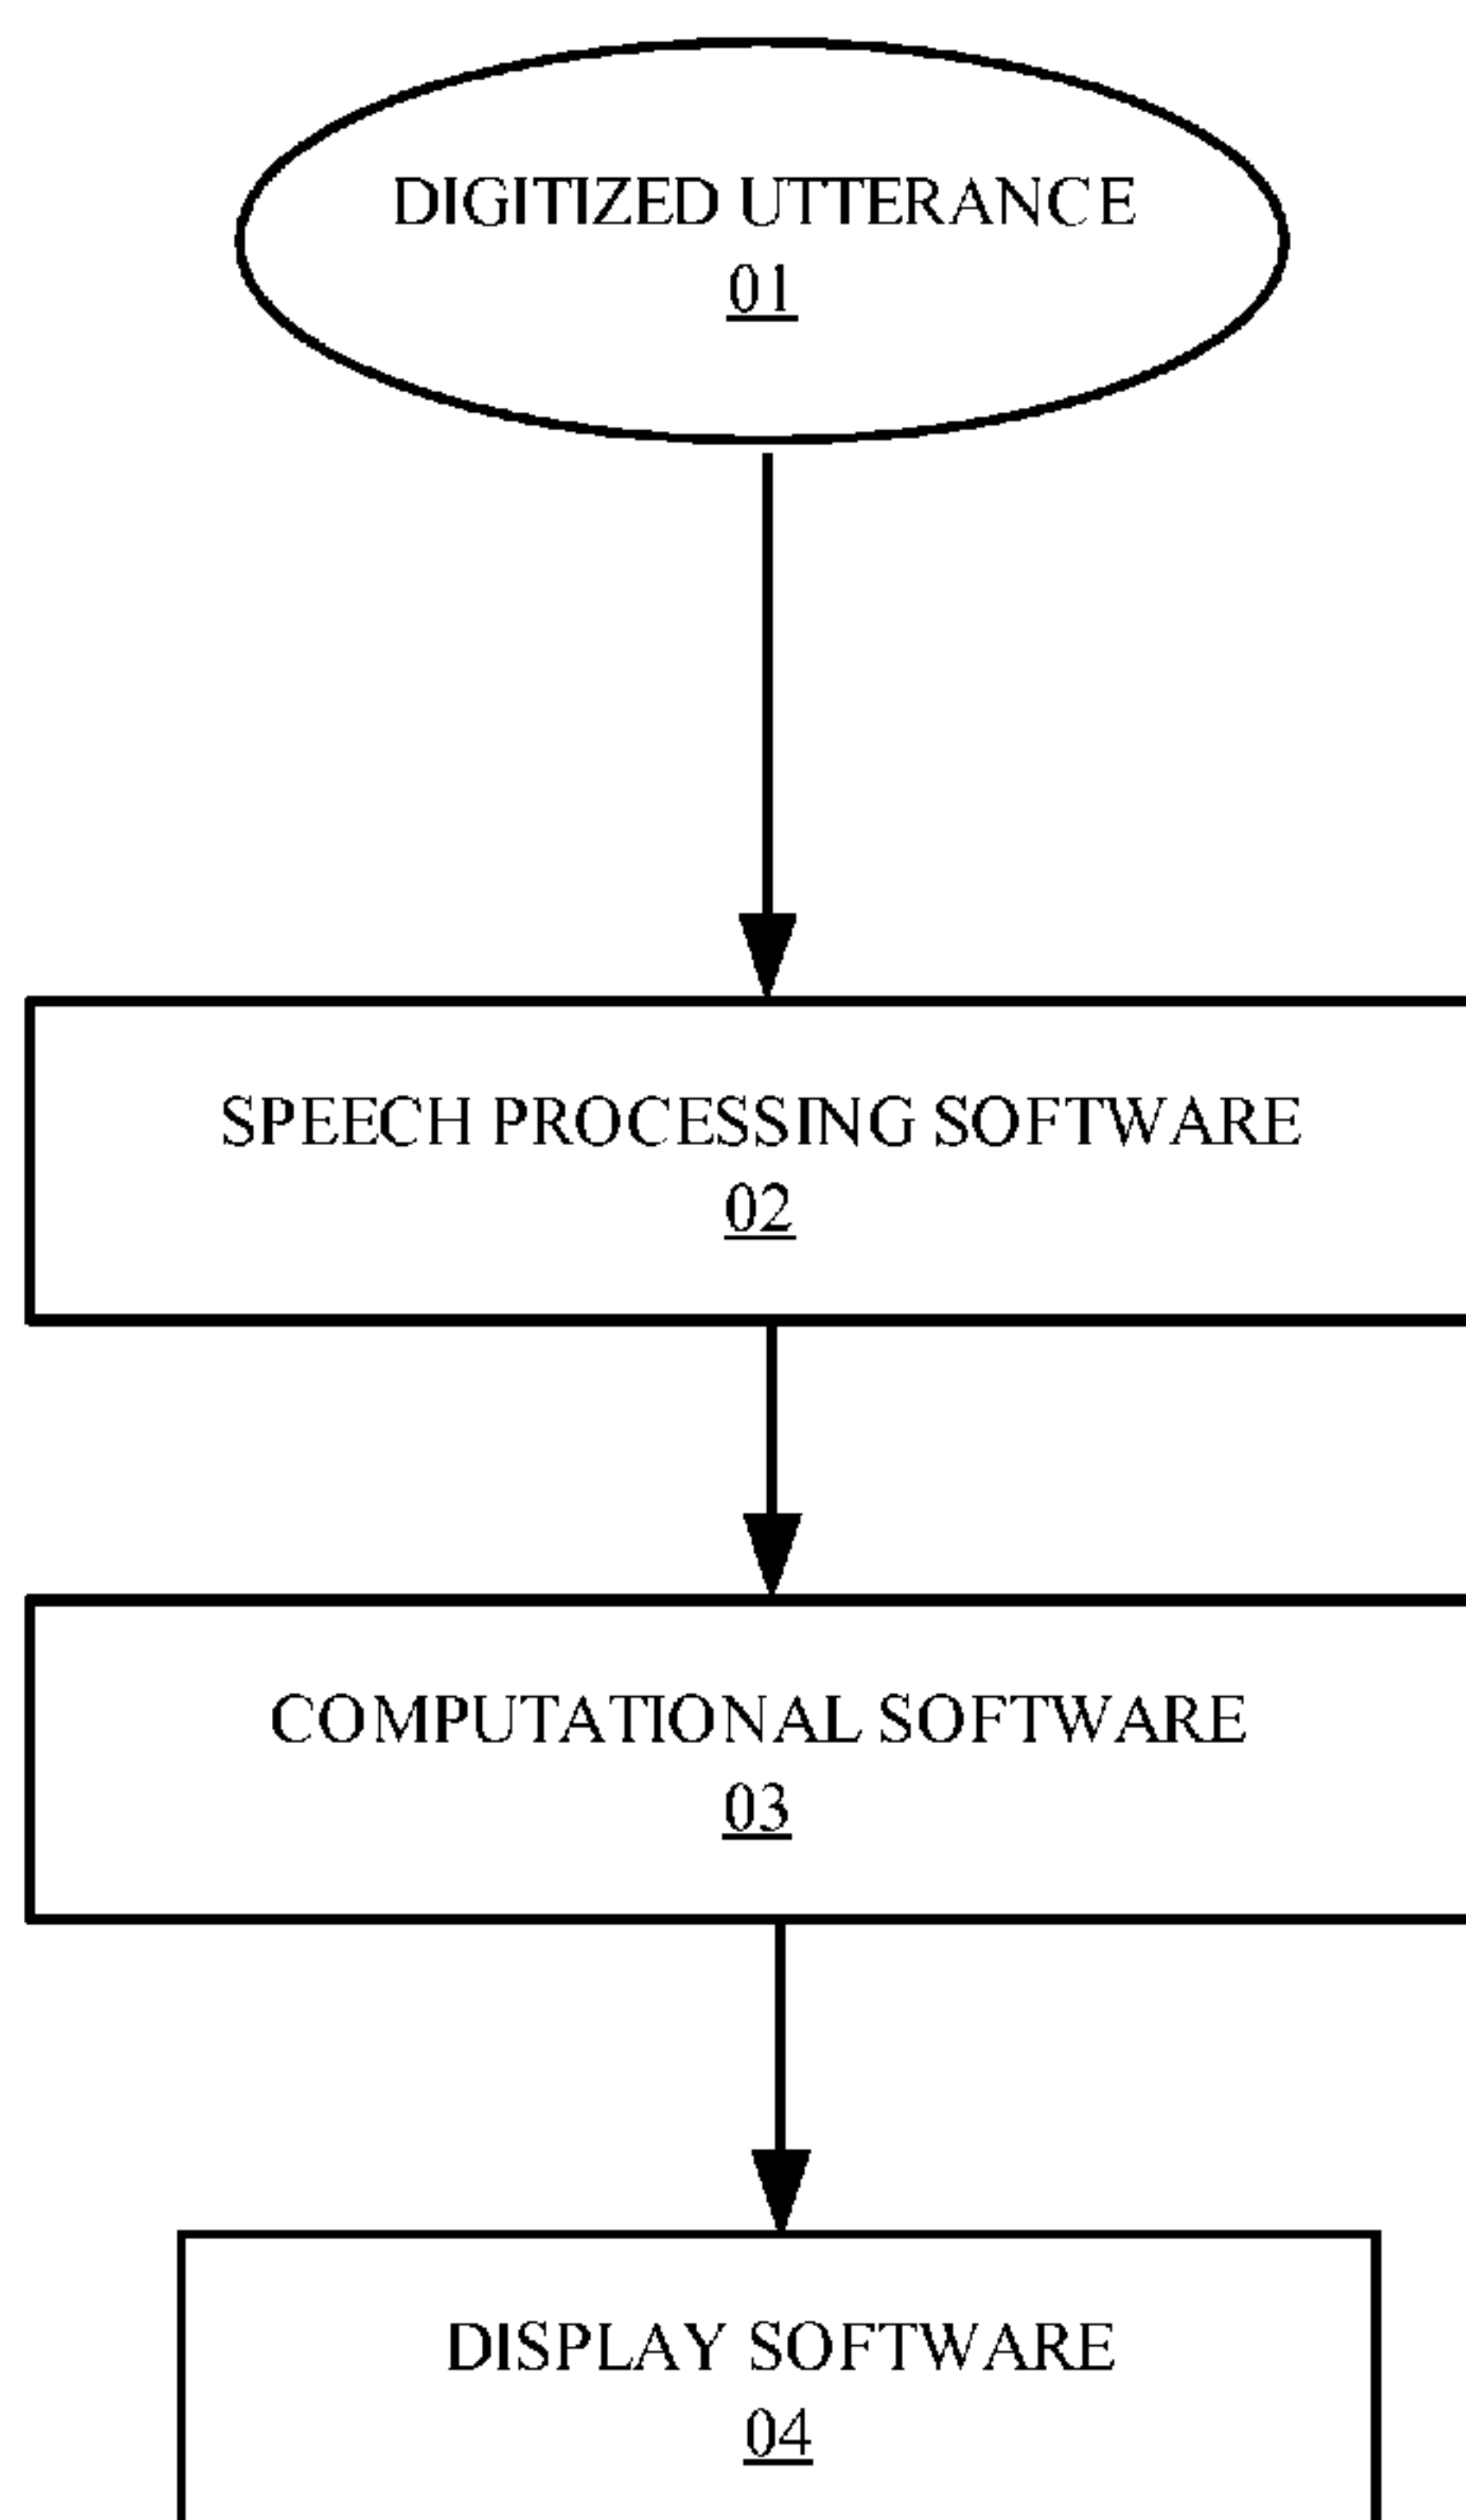 DIGITIZED UTTERANCE
01
SPEECH PROCESSING SOFTWARE
02
COMPUTATIONAL SOFTWARE
03
DISPLAY SOFTWARE
04